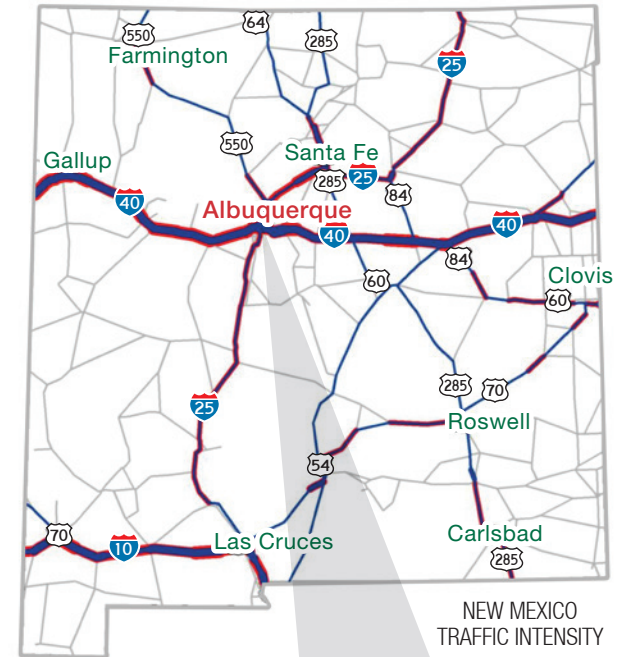 64
550
285
Farmington
25
550
Santa Fe
Gallup
285
25
84
40
Albuquerque
40
40
84
60
Clovis
60
285
70
25
Roswell
54
70
10
Las Cruces
Carlsbad
285
NEW MEXICO
TRAFFIC INTENSITY